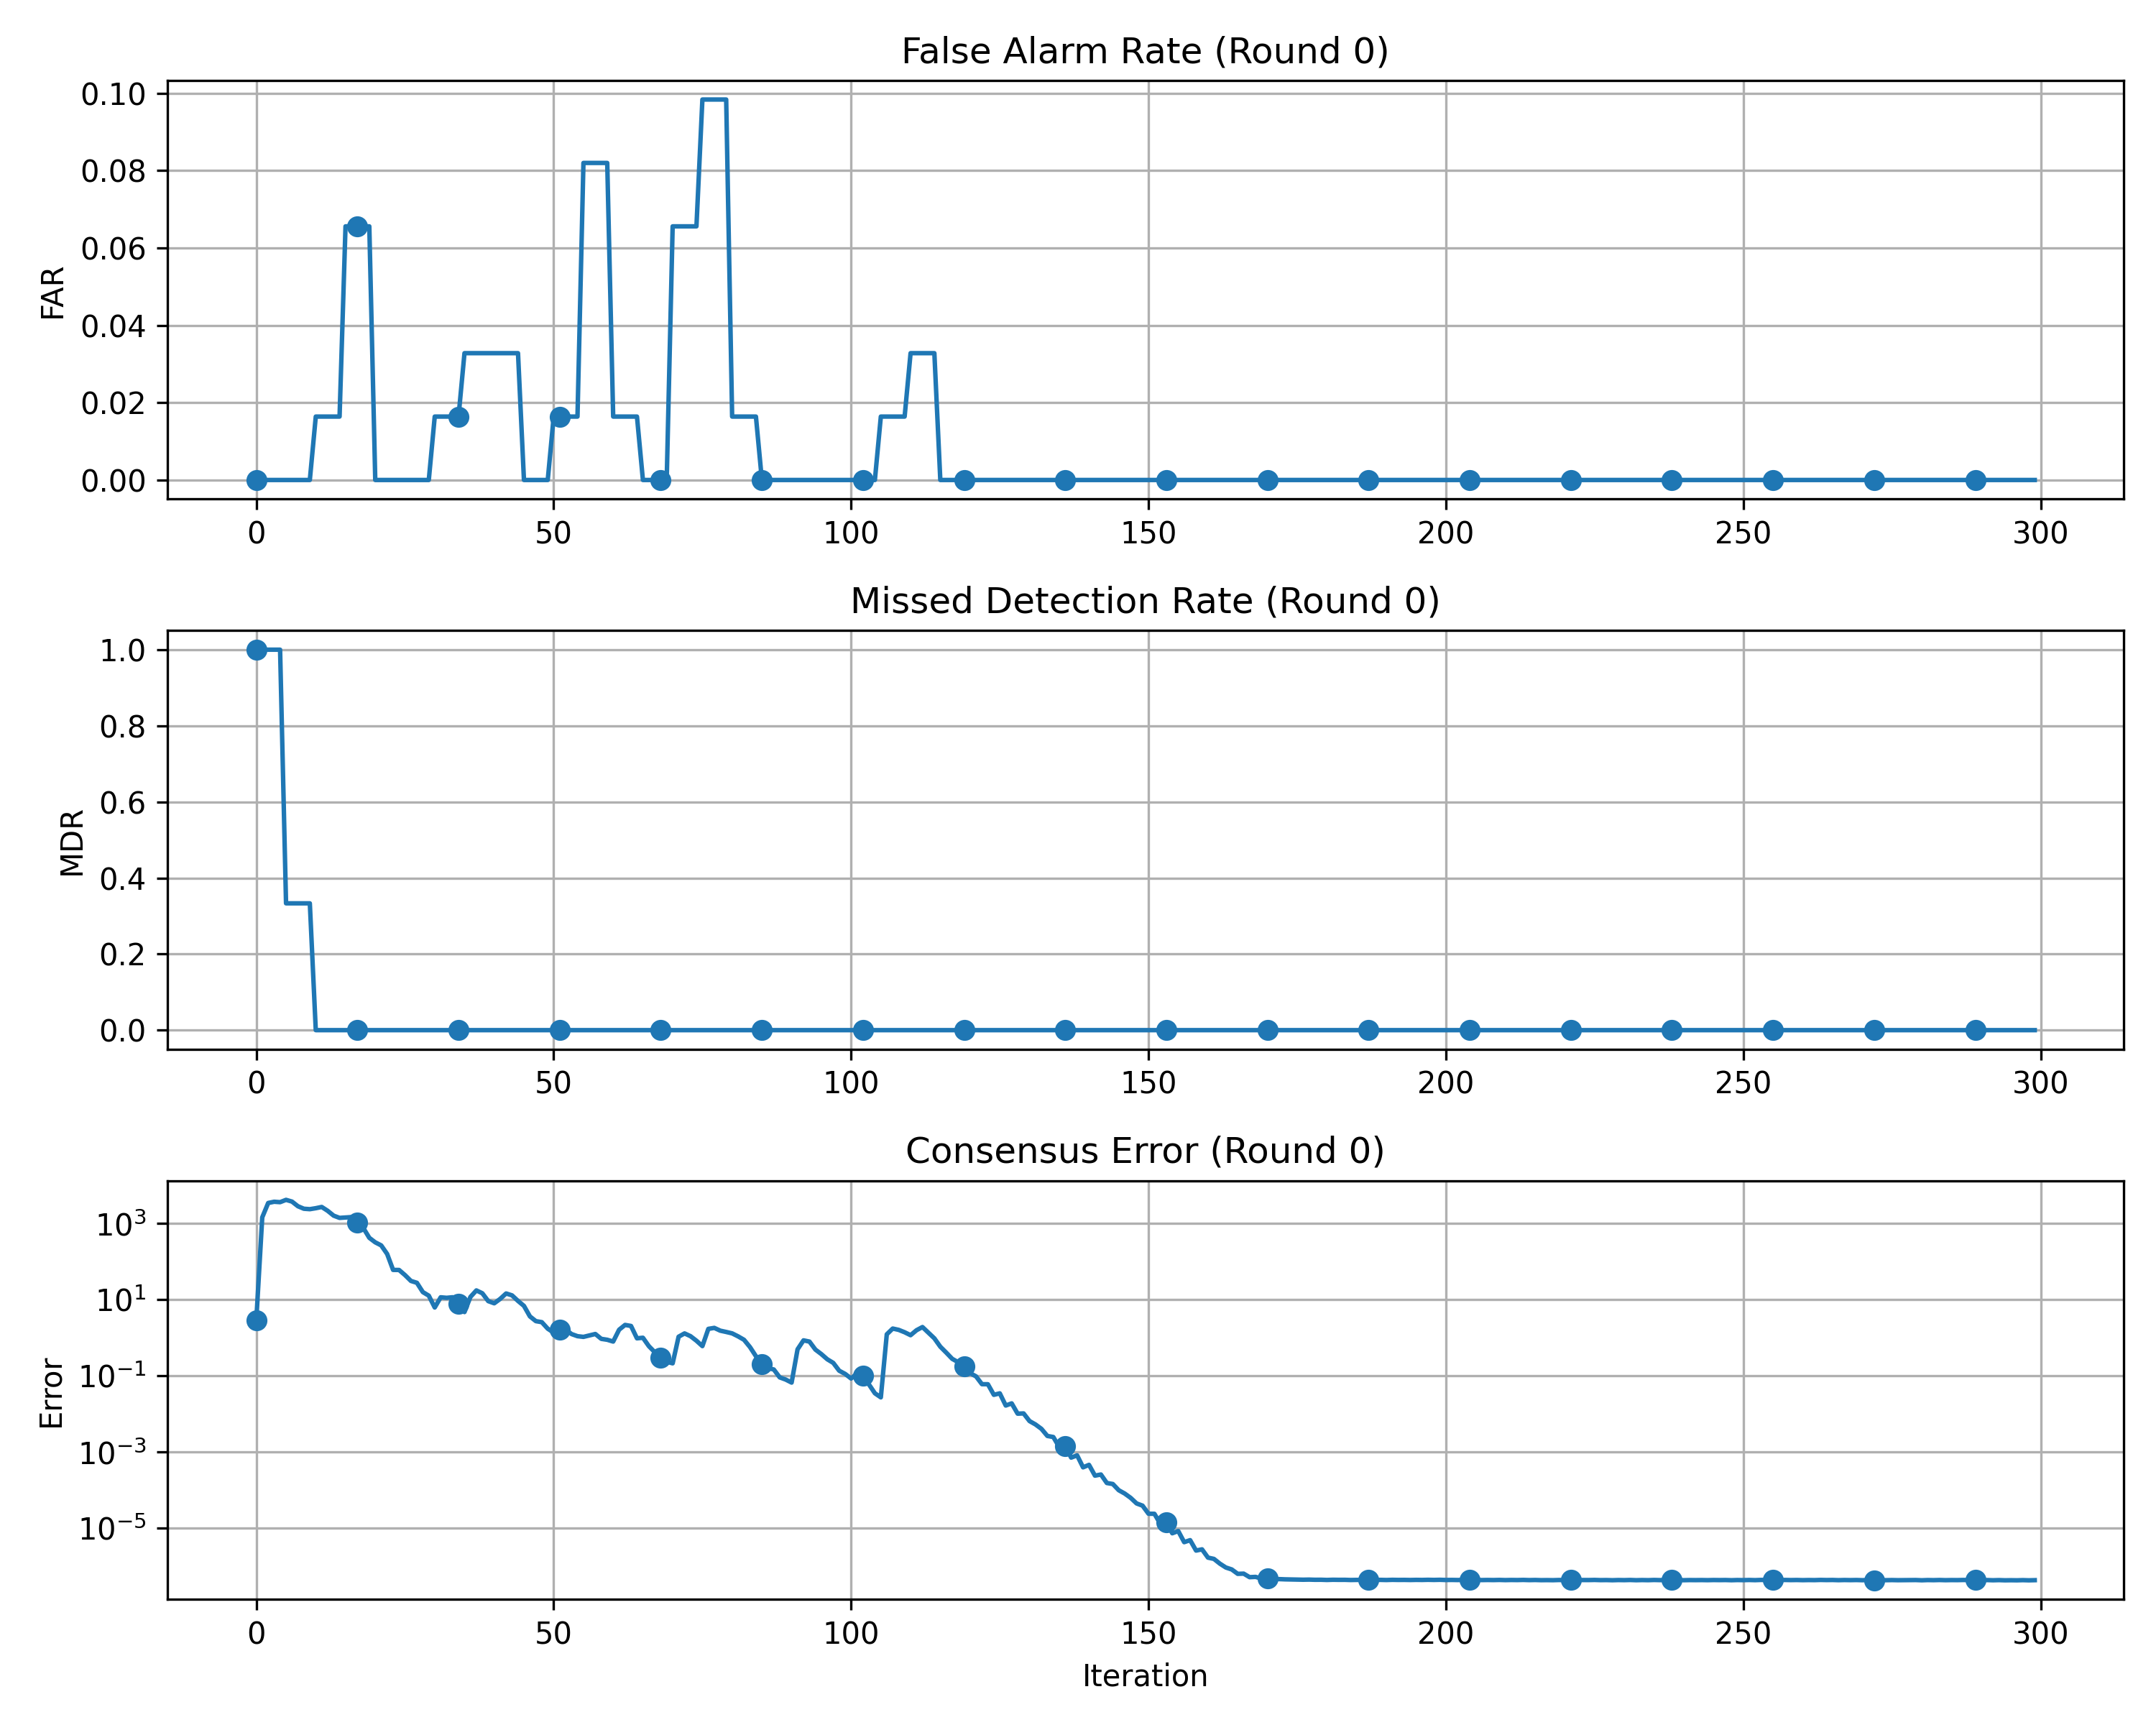 False Alarm Rate (Round 0)
0.10
0.08
0.06
0.04
0.02
0.00
FAR
0 50 100 150 200 250 300
Missed Detection Rate (Round 0)
1.0
0.8
0.6
0.4
0.2
0.0
MDR
0 50 100 150 200 250 300
Consensus Error (Round 0)
10³
10¹
10⁻¹
10⁻³
10⁻⁵
Error
0 50 100 150 200 250 300
Iteration